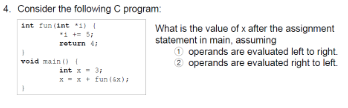 4. Consider the following C program:
int fun(int *i) {
*i += 5;
return 4;
}
void main() {
int x = 3;
x = x + fun(&x);
}
What is the value of x after the assignment
statement in main, assuming
① operands are evaluated left to right.
② operands are evaluated right to left.